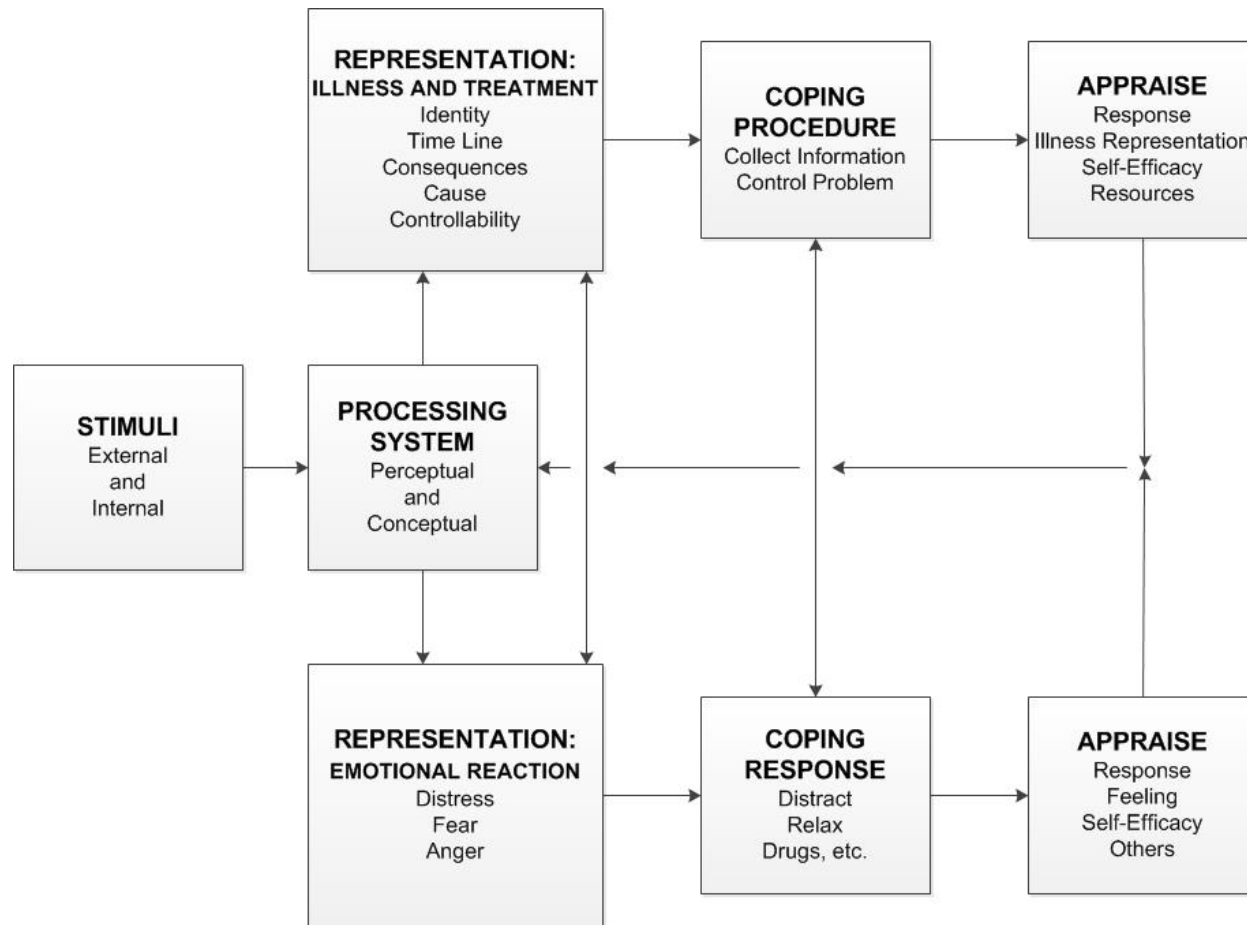 REPRESENTATION:
ILLNESS AND TREATMENT
Identity
Time Line
Consequences
Cause
Controllability
COPING
PROCEDURE
Collect Information
Control Problem
APPRAISE
Response
Illness Representation
Self-Efficacy
Resources
STIMULI
External
and
Internal
PROCESSING
SYSTEM
Perceptual
and
Conceptual
REPRESENTATION:
EMOTIONAL REACTION
Distress
Fear
Anger
COPING
RESPONSE
Distract
Relax
Drugs, etc.
APPRAISE
Response
Feeling
Self-Efficacy
Others